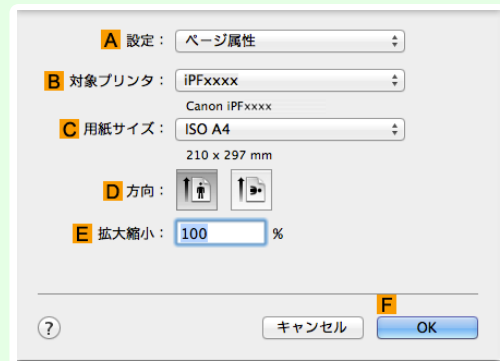 A 設定： ページ属性
B 対象プリンタ： iPFxxxx
Canon iPFxxxx
C 用紙サイズ： ISO A4
210 x 297 mm
D 方向：
E 拡大縮小： 100 %
F
? キャンセル OK